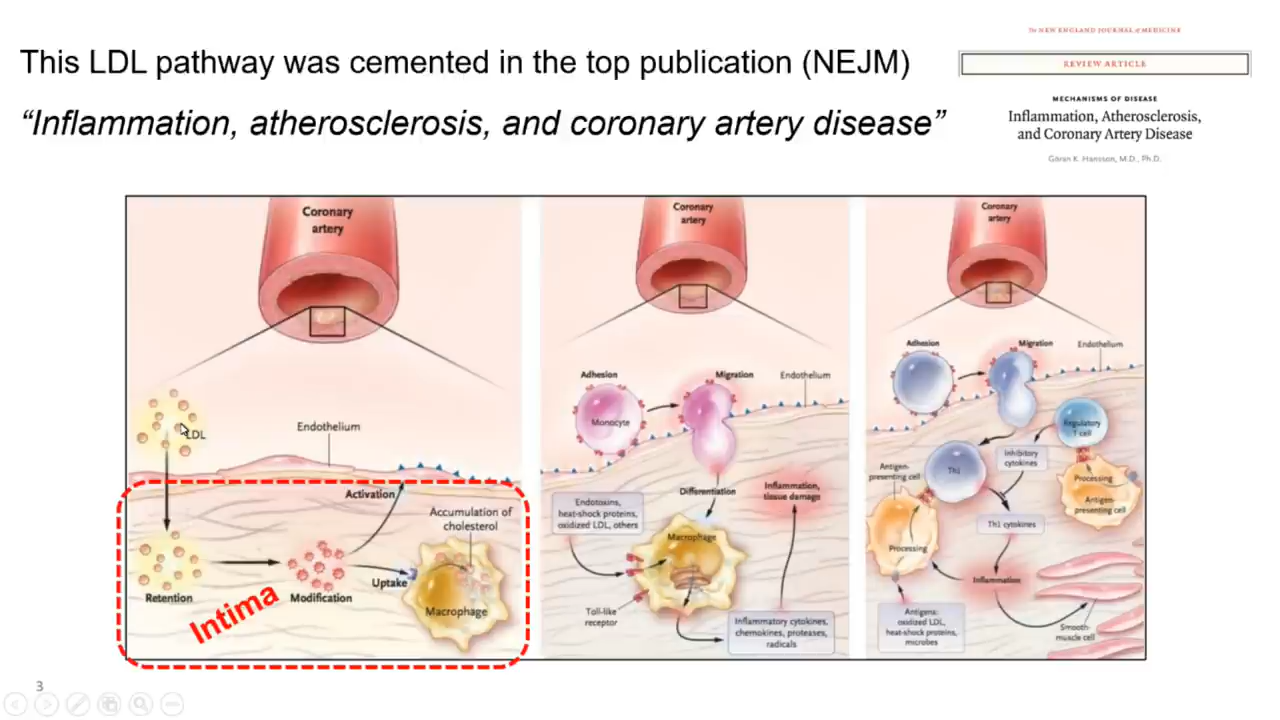 This LDL pathway was cemented in the top publication (NEJM)
“Inflammation, atherosclerosis, and coronary artery disease”
The NEW ENGLAND JOURNAL of MEDICINE
REVIEW ARTICLE
MECHANISMS OF DISEASE
Inflammation, Atherosclerosis,
and Coronary Artery Disease
Göran K. Hansson, M.D., Ph.D.
Coronary
artery
LDL
Endothelium
Activation
Accumulation of
cholesterol
Retention
Modification
Uptake
Macrophage
Intima
Coronary
artery
Adhesion
Migration
Endothelium
Monocyte
Differentiation
Endotoxins,
heat-shock proteins,
oxidized LDL, others
Inflammation,
tissue damage
Macrophage
Toll-like
receptor
Inflammatory cytokines,
chemokines, proteases,
radicals
Coronary
artery
Adhesion
Migration
Endothelium
Regulatory
T cell
Antigen-
presenting cell
Th1
Inhibitory
cytokines
Processing
Antigen-
presenting cell
Th1 cytokines
Processing
Inflammation
Antigens:
oxidized LDL,
heat-shock proteins,
microbes
Smooth-
muscle cell
3